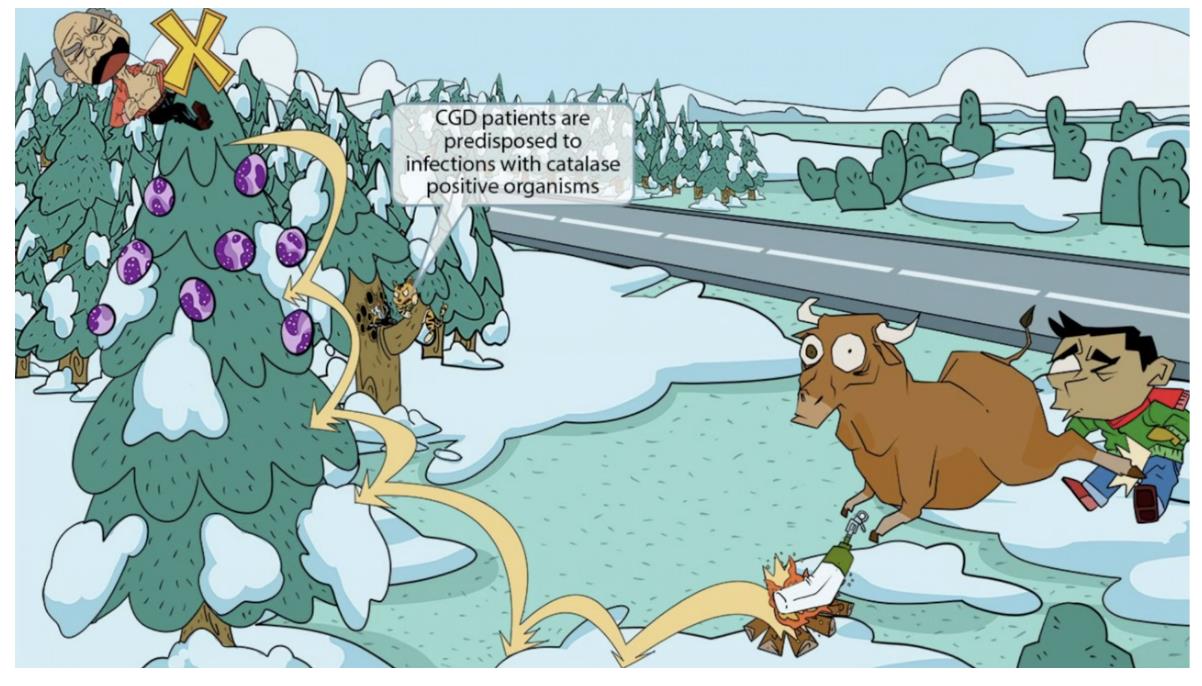 CGD patients are
predisposed to
infections with catalase
positive organisms